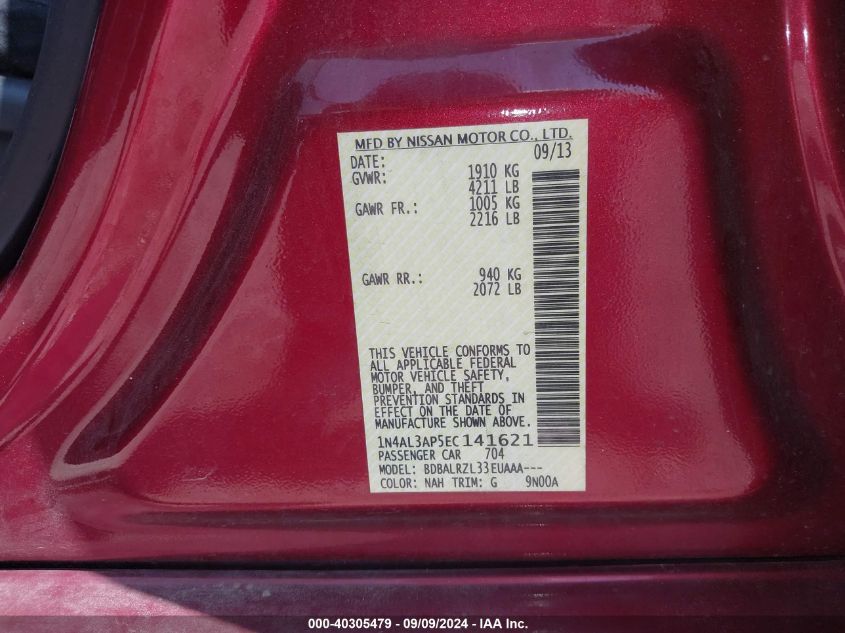 MFD BY NISSAN MOTOR CO., LTD.
DATE: 09/13
GVWR: 1910 KG
4211 LB
GAWR FR.: 1005 KG
2216 LB
GAWR RR.: 940 KG
2072 LB
THIS VEHICLE CONFORMS TO
ALL APPLICABLE FEDERAL
MOTOR VEHICLE SAFETY,
BUMPER, AND THEFT
PREVENTION STANDARDS IN
EFFECT ON THE DATE OF
MANUFACTURE SHOWN ABOVE.
1N4AL3AP5EC141621
PASSENGER CAR 704
MODEL: BDBALRZL33EUAAA---
COLOR: NAH TRIM: G 9N00A
000-40305479 - 09/09/2024 - IAAI.COM